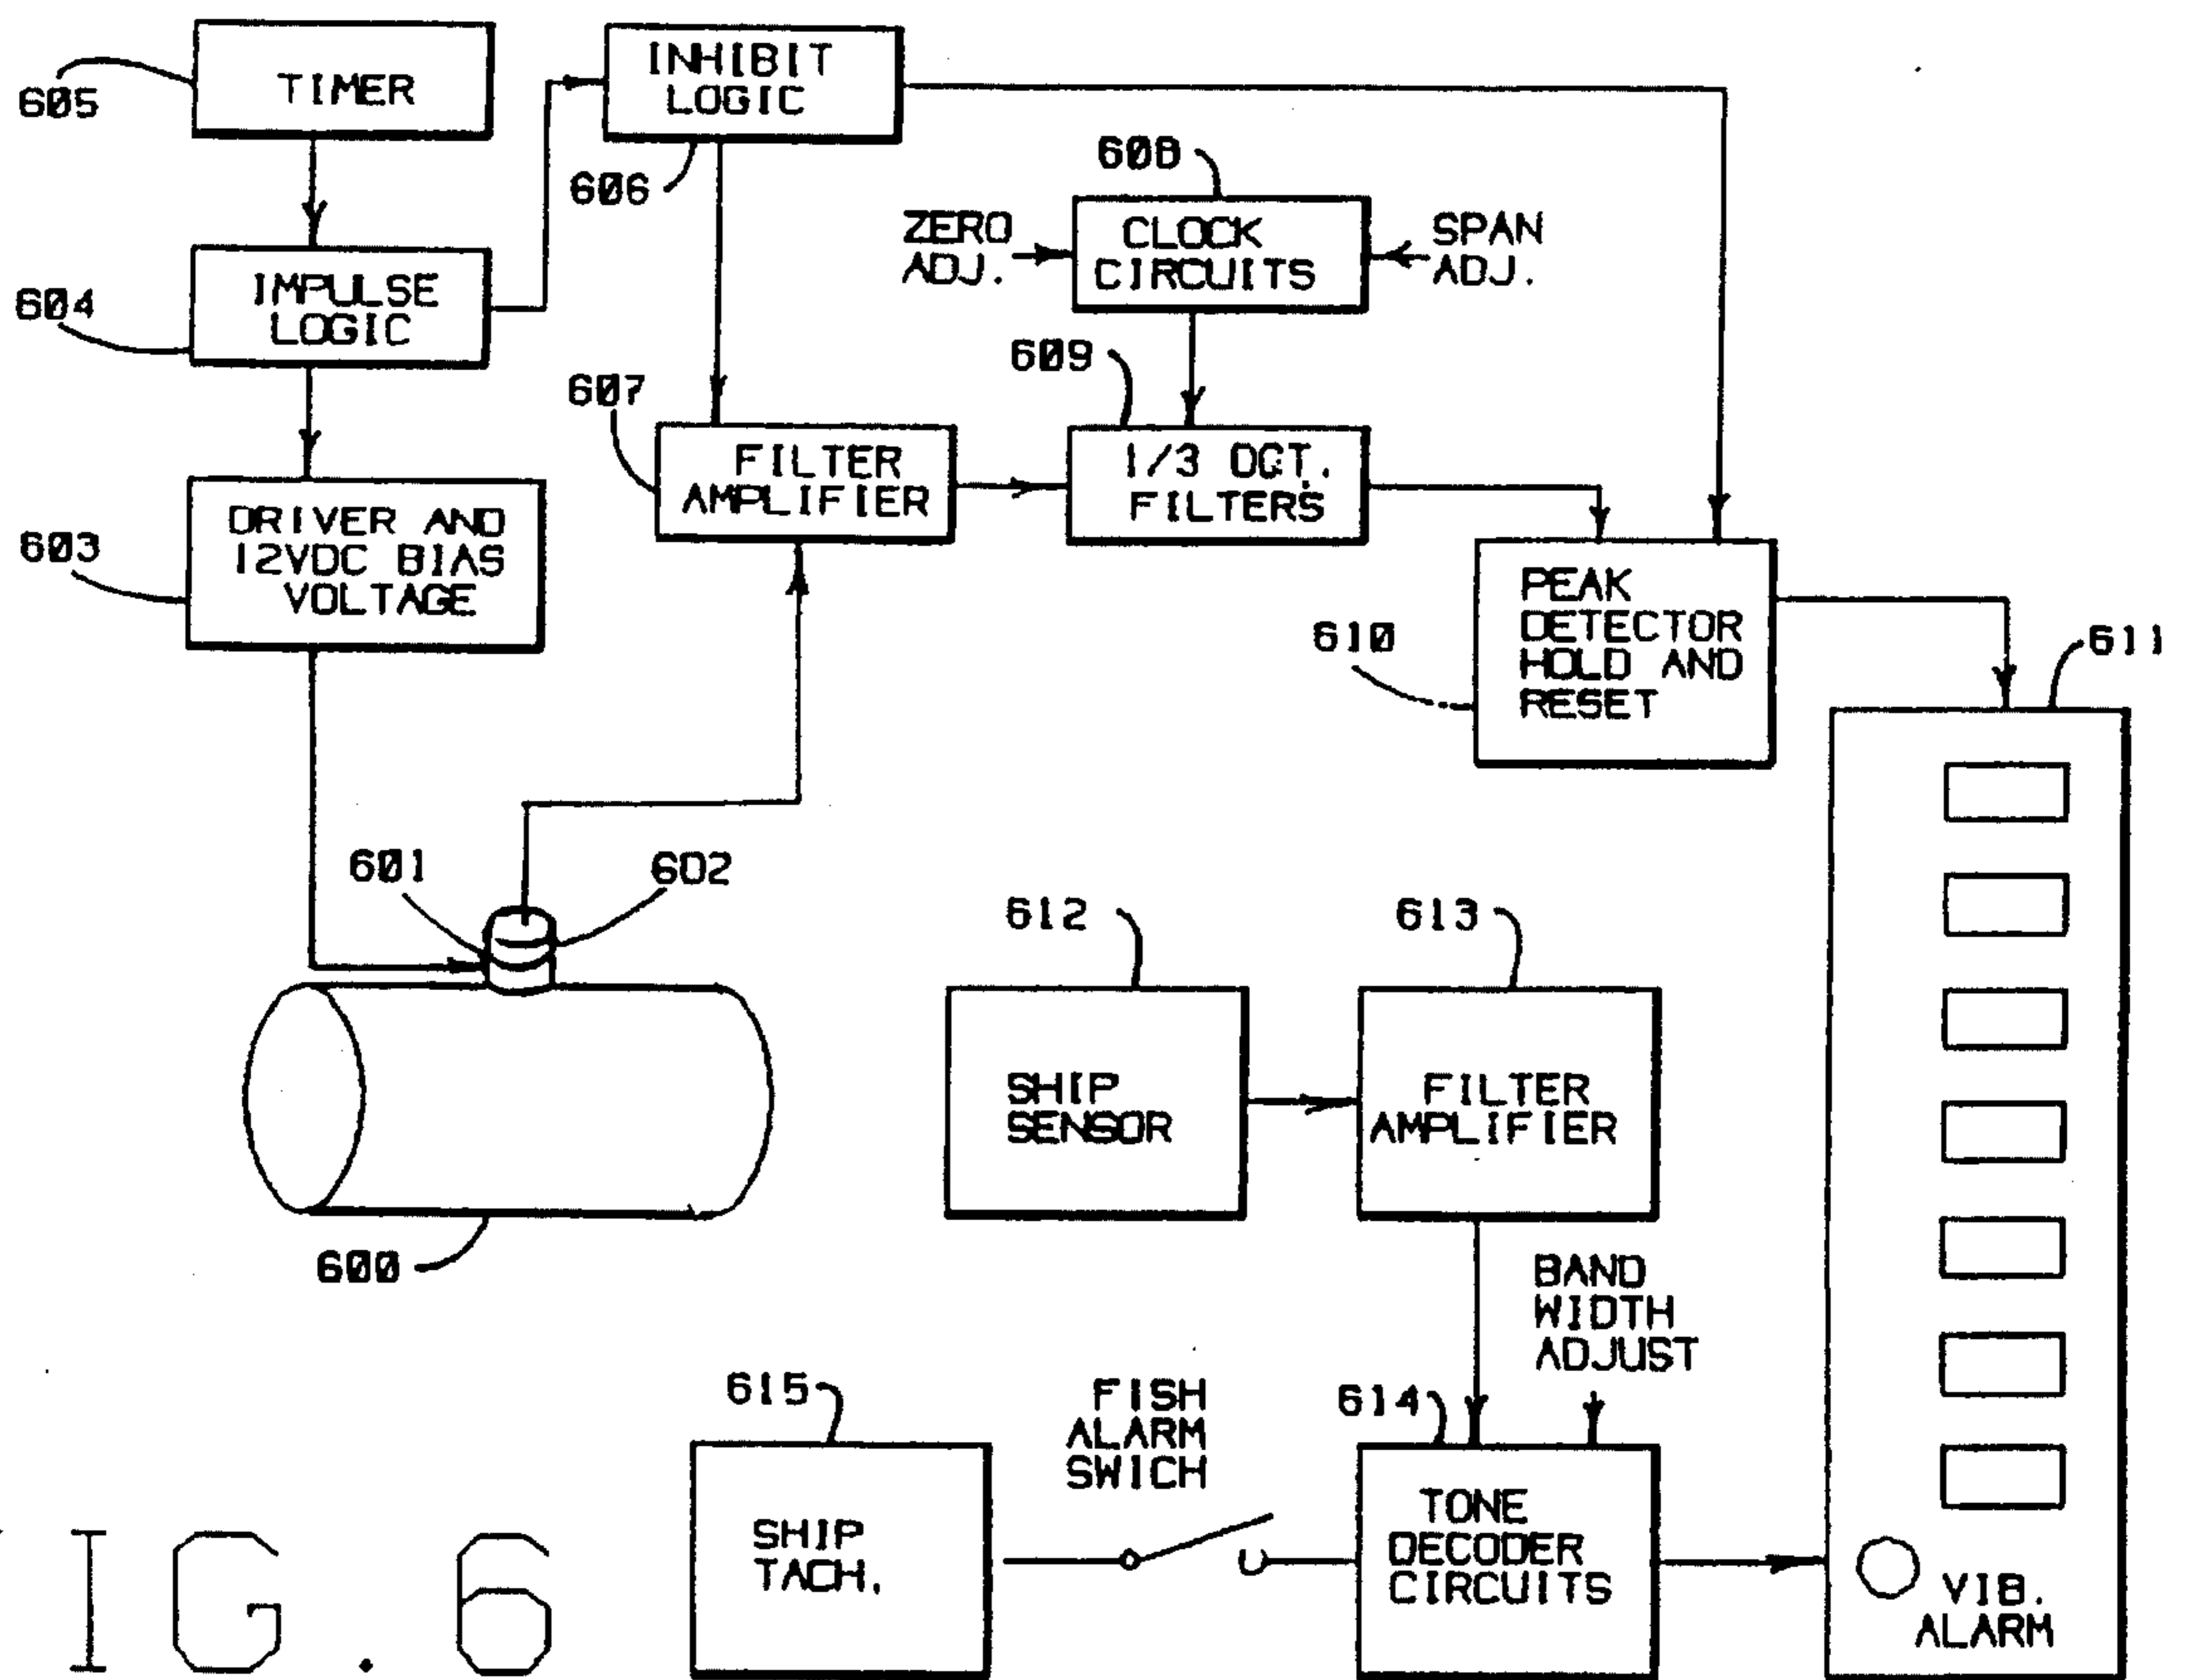 605
TIMER
INHIBIT
LOGIC
606
608
ZERO
ADJ.
CLOCK
CIRCUITS
SPAN
ADJ.
604
IMPULSE
LOGIC
609
607
FILTER
AMPLIFIER
1/3 OCT.
FILTERS
603
DRIVER AND
12VDC BIAS
VOLTAGE
610
PEAK
DETECTOR
HOLD AND
RESET
611
601
602
612
613
SHIP
SENSOR
FILTER
AMPLIFIER
600
BAND
WIDTH
ADJUST
615
FISH
ALARM
SWICH
614
SHIP
TACH.
TONE
DECODER
CIRCUITS
VIB.
ALARM
IG.6